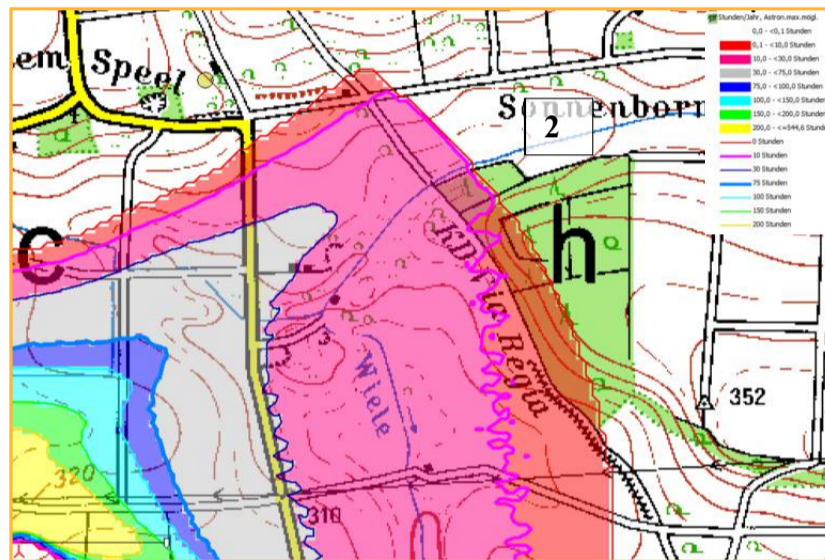 Stunden/Jahr, Astron.max.mögl.
0,0 - <0,1 Stunden
0,1 - <10,0 Stunden
10,0 - <30,0 Stunden
30,0 - <75,0 Stunden
75,0 - <100,0 Stunden
100,0 - <150,0 Stunden
150,0 - <200,0 Stunden
200,0 - <=544,6 Stunden
0 Stunden
10 Stunden
30 Stunden
75 Stunden
100 Stunden
150 Stunden
200 Stunden
em
Speel
Sonnenborn
2
C
h
KD Via Regia
Wiele
352
320
310